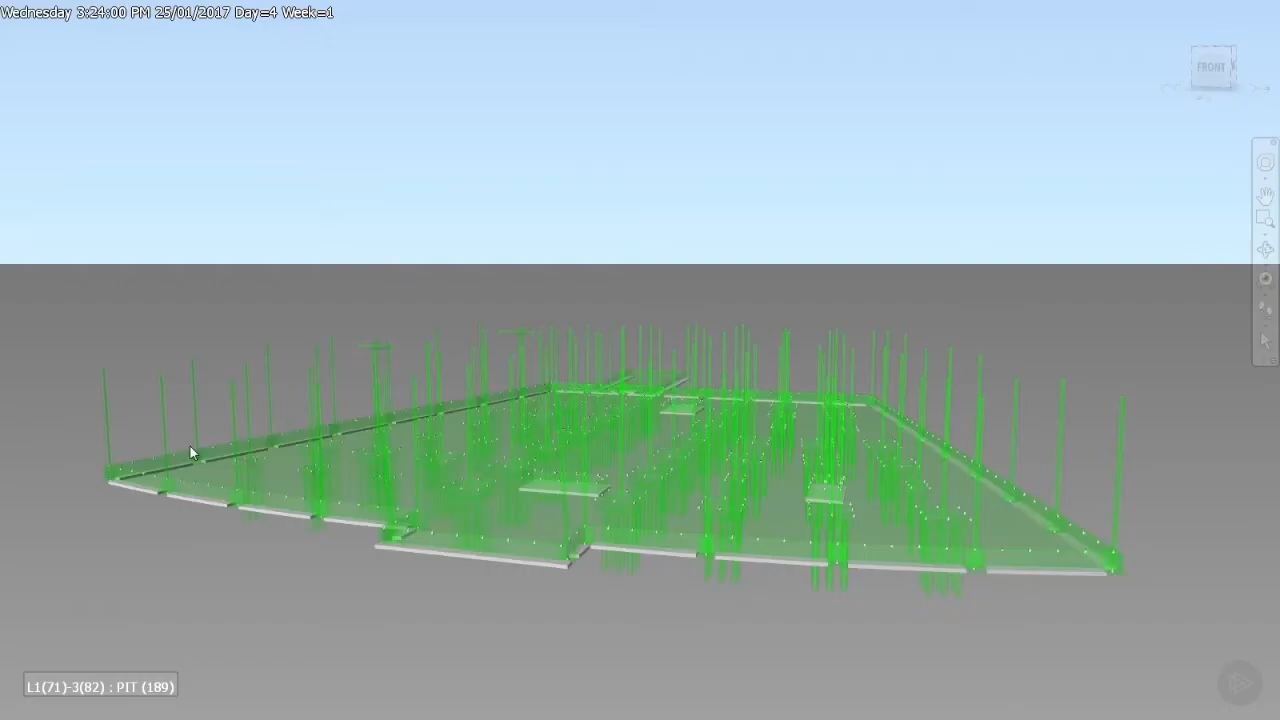 Wednesday 3:24:00 PM 25/01/2017 Day=4 Week=1
FRONT
L1(71)-3(82) : PIT (189)